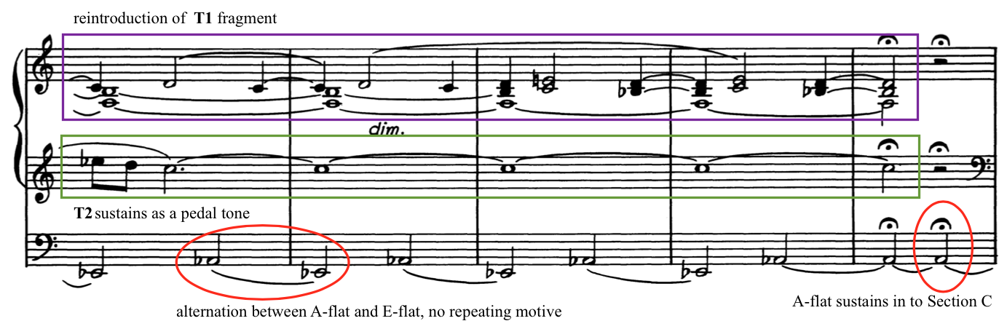 reintroduction of T1 fragment
dim.
T2 sustains as a pedal tone
alternation between A-flat and E-flat, no repeating motive
A-flat sustains in to Section C